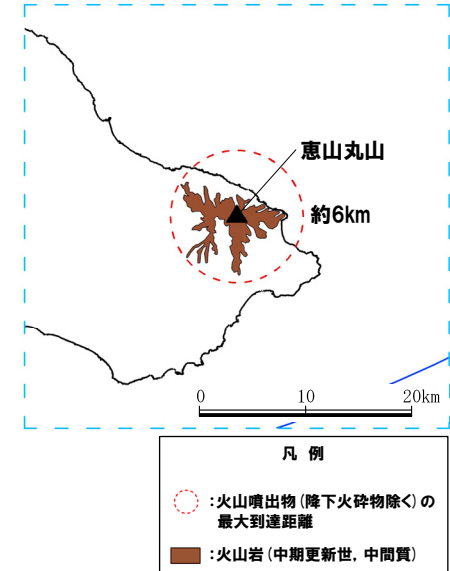 恵山丸山
約6km
0 10 20km
凡 例
:火山噴出物(降下火砕物除く)の
最大到達距離
:火山岩(中期更新世, 中間質)